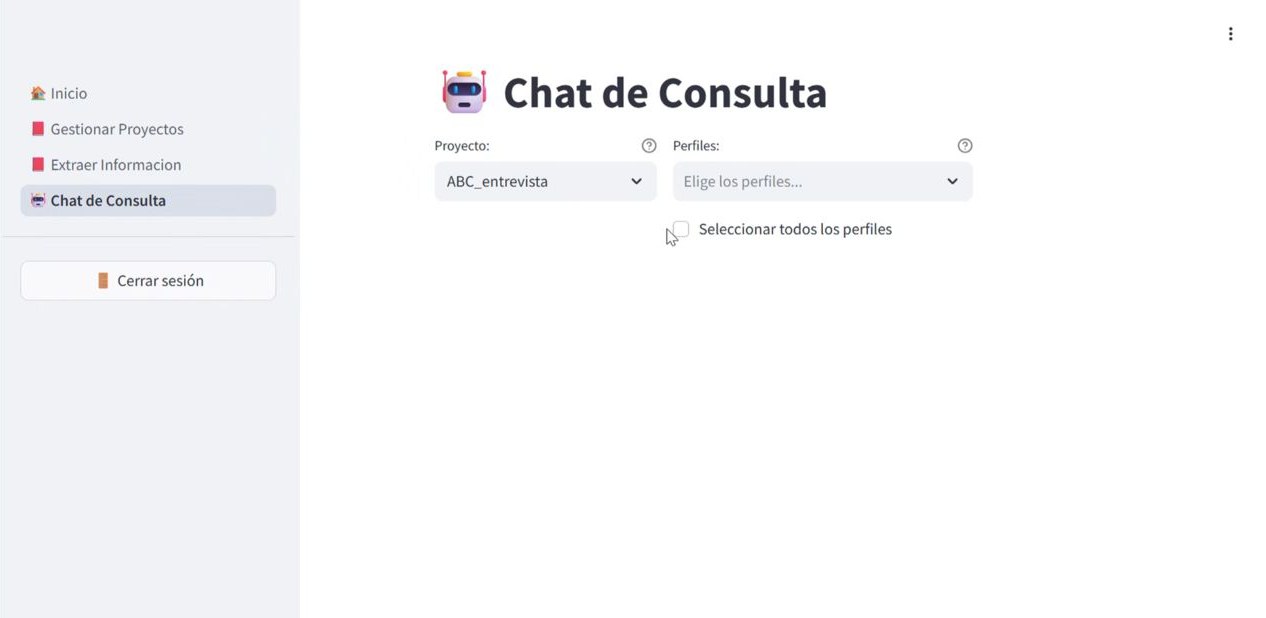 Inicio
Gestionar Proyectos
Extraer Informacion
Chat de Consulta
Cerrar sesión
Chat de Consulta
Proyecto:
Perfiles:
ABC_entrevista
Elige los perfiles...
Seleccionar todos los perfiles